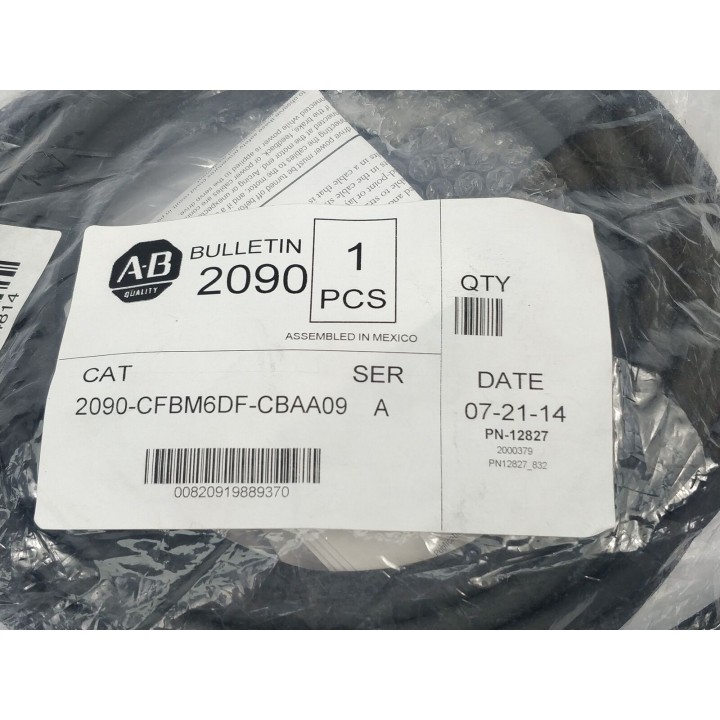 A-B
QUALITY
BULLETIN
2090
1
PCS
ASSEMBLED IN MEXICO
CAT
SER
2090-CFBM6DF-CBAA09
A
00820919889370
QTY
DATE
07-21-14
PN-12827
2000379
PN12827_832